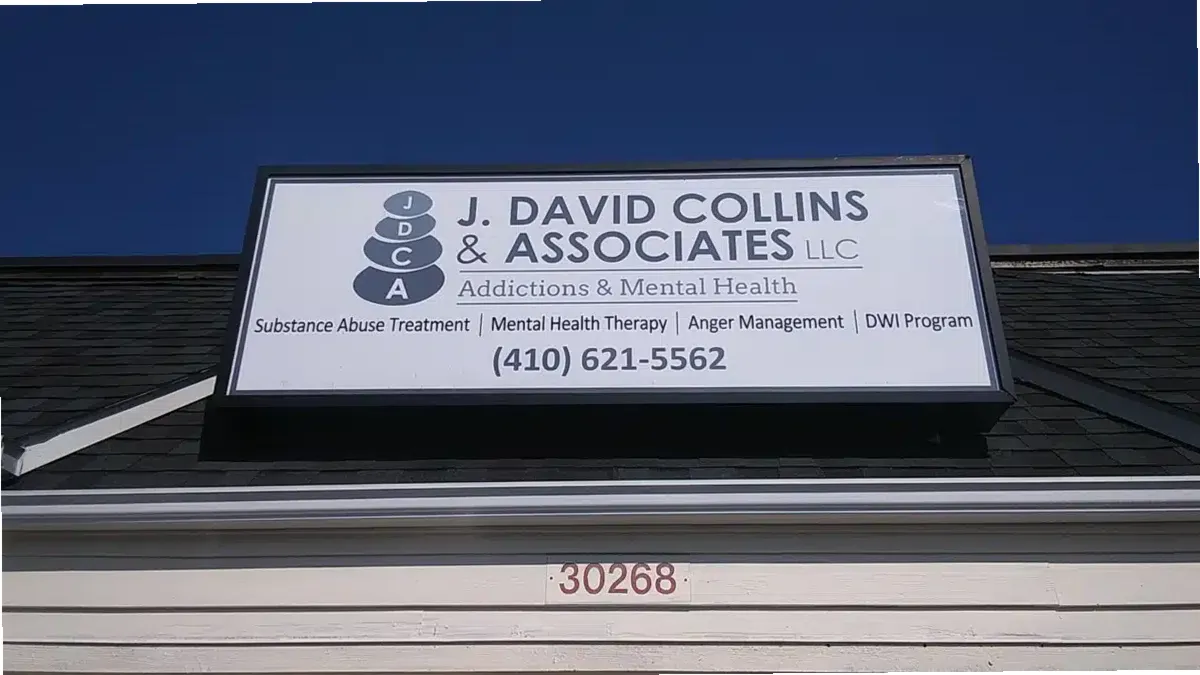 J
D
C
A
J. DAVID COLLINS
& ASSOCIATES LLC
Addictions & Mental Health
Substance Abuse Treatment | Mental Health Therapy | Anger Management | DWI Program
(410) 621-5562
30268